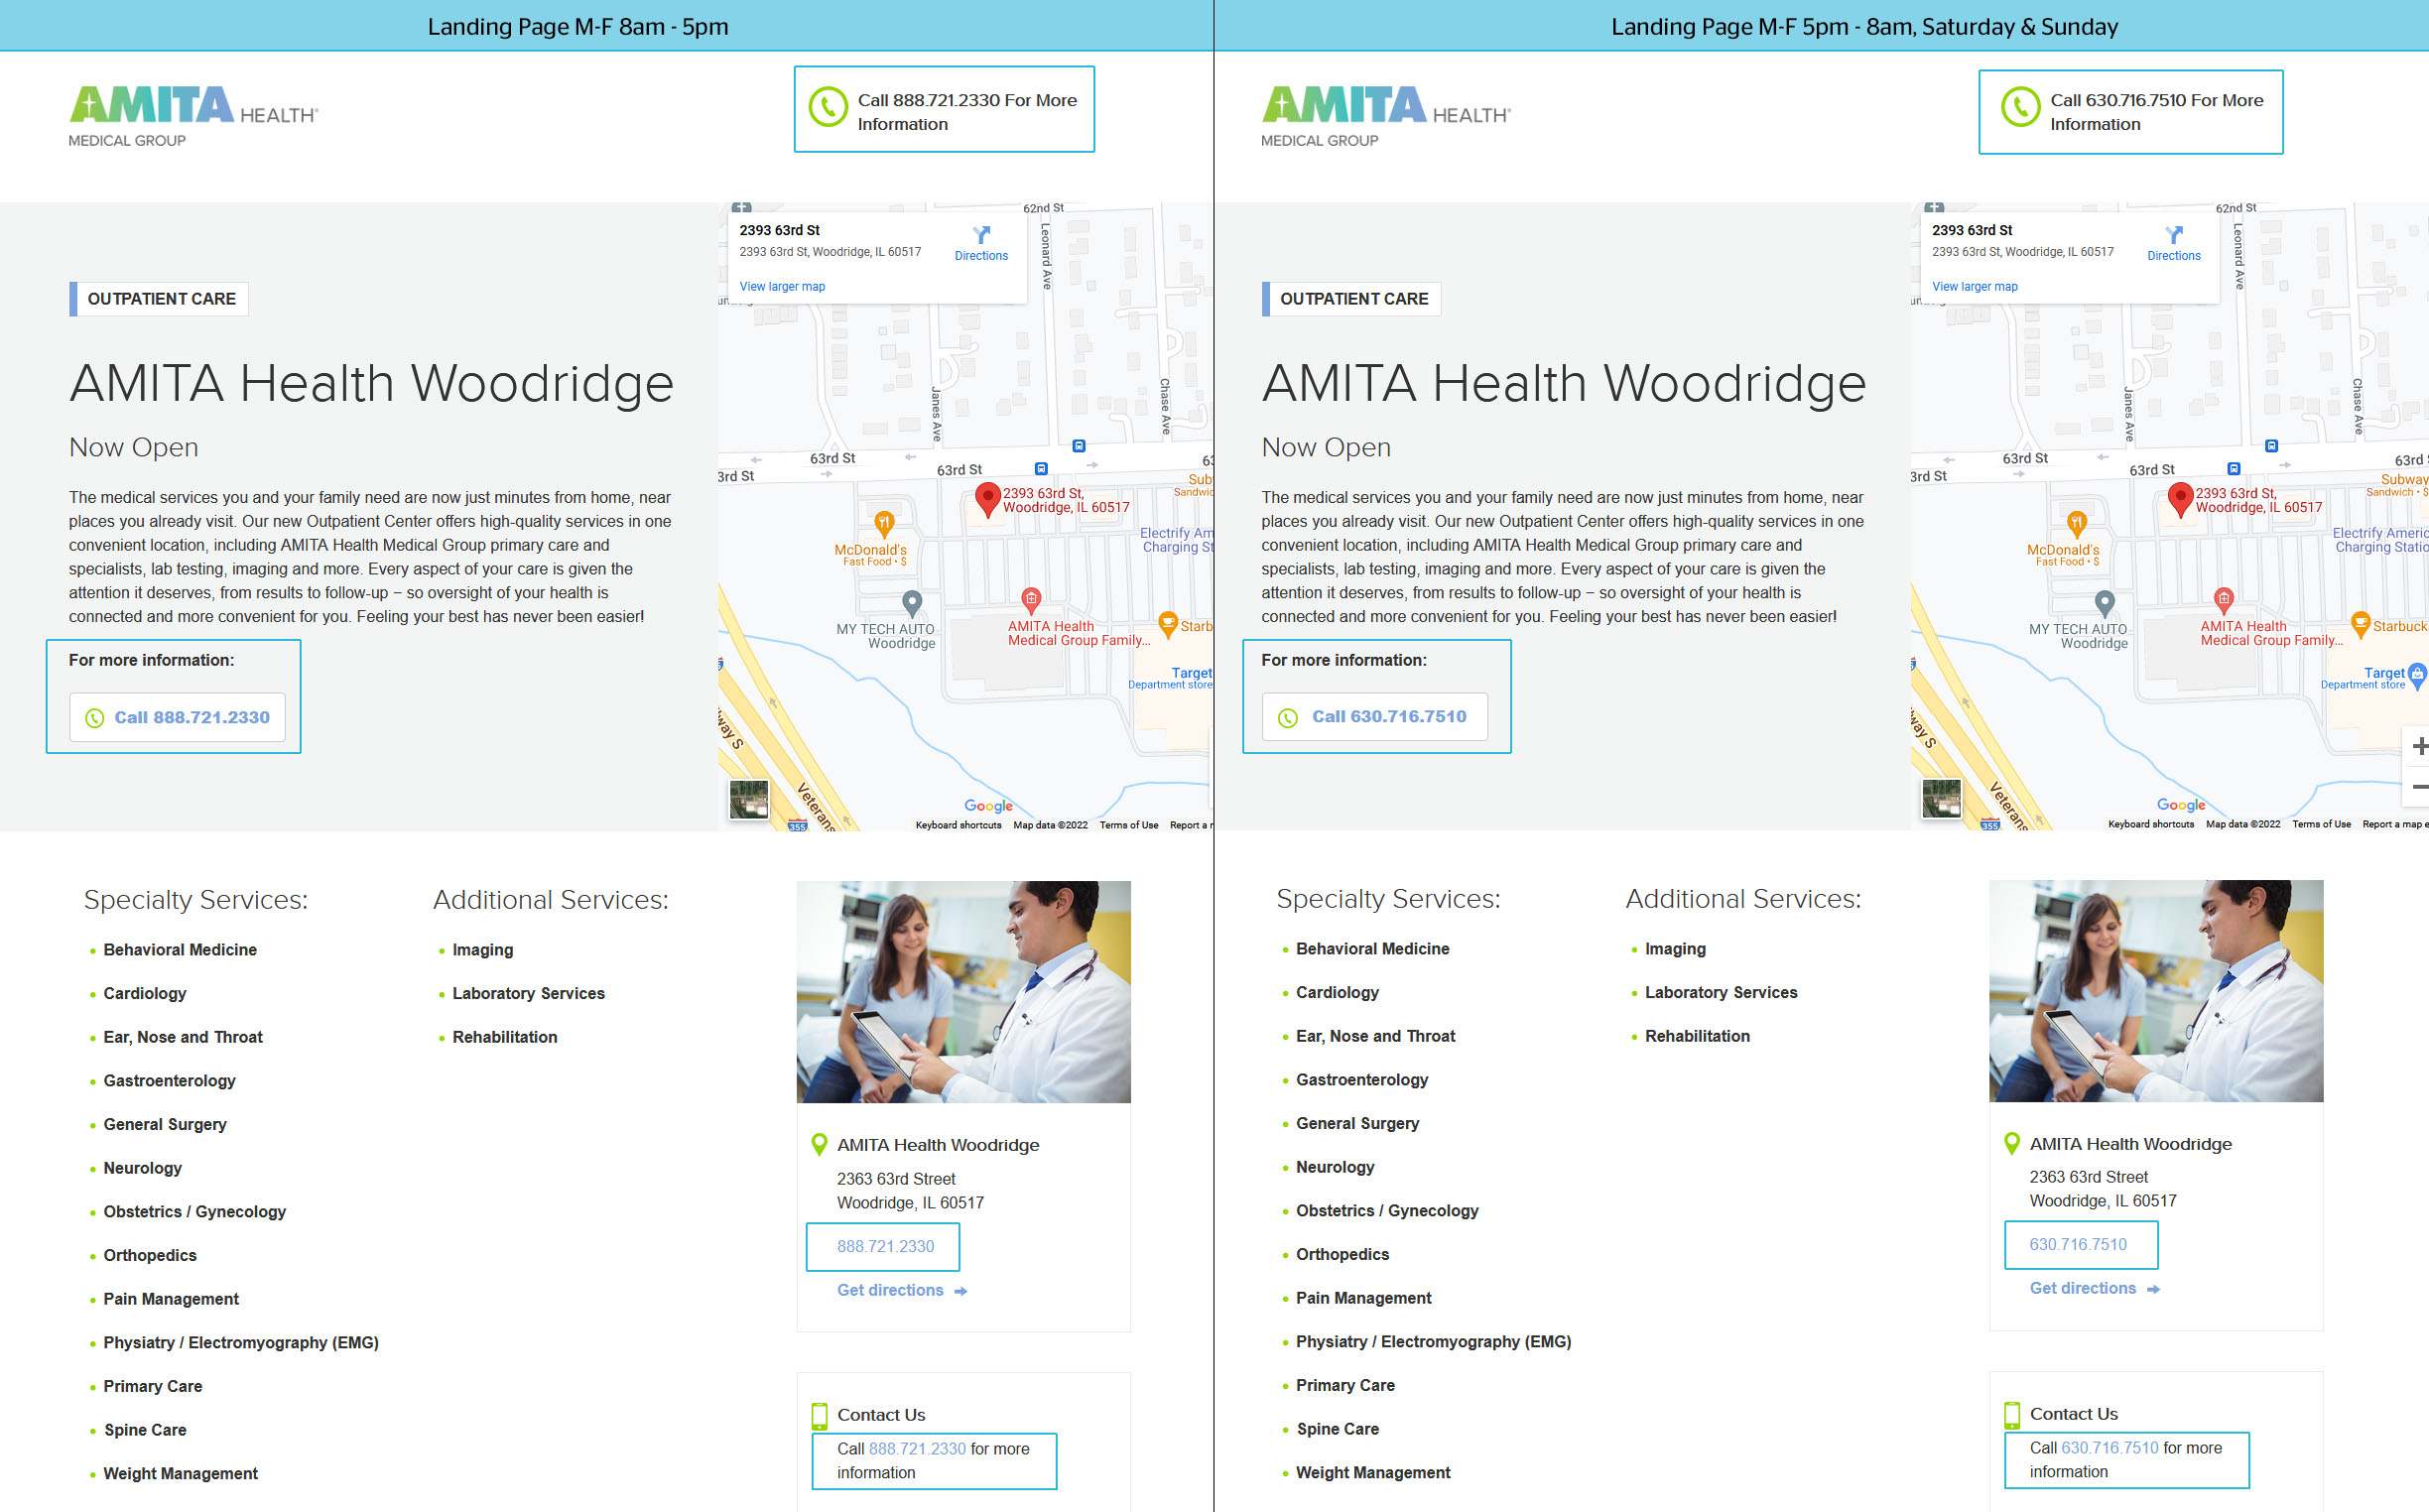 Landing Page M-F 8am - 5pm
AMITA HEALTH®
MEDICAL GROUP
Call 888.721.2330 For More
Information
OUTPATIENT CARE
AMITA Health Woodridge
Now Open
The medical services you and your family need are now just minutes from home, near
places you already visit. Our new Outpatient Center offers high-quality services in one
convenient location, including AMITA Health Medical Group primary care and
specialists, lab testing, imaging and more. Every aspect of your care is given the
attention it deserves, from results to follow-up – so oversight of your health is
connected and more convenient for you. Feeling your best has never been easier!
For more information:
Call 888.721.2330
2393 63rd St
2393 63rd St, Woodridge, IL 60517
Directions
View larger map
62nd St
Leonard Ave
Janes Ave
Chase Ave
63rd St
63rd St
3rd St
2393 63rd St,
Woodridge, IL 60517
McDonald's
Fast Food • $
Electrify Am
Charging St
MY TECH AUTO
Woodridge
AMITA Health
Medical Group Family...
Starb
Target
Department store
way S
Veterans
355
Google
Keyboard shortcuts
Map data ©2022
Terms of Use
Report a
Specialty Services:
Behavioral Medicine
Cardiology
Ear, Nose and Throat
Gastroenterology
General Surgery
Neurology
Obstetrics / Gynecology
Orthopedics
Pain Management
Physiatry / Electromyography (EMG)
Primary Care
Spine Care
Weight Management
Additional Services:
Imaging
Laboratory Services
Rehabilitation
AMITA Health Woodridge
2363 63rd Street
Woodridge, IL 60517
888.721.2330
Get directions
Contact Us
Call 888.721.2330 for more
information
Landing Page M-F 5pm - 8am, Saturday & Sunday
AMITA HEALTH®
MEDICAL GROUP
Call 630.716.7510 For More
Information
OUTPATIENT CARE
AMITA Health Woodridge
Now Open
The medical services you and your family need are now just minutes from home, near
places you already visit. Our new Outpatient Center offers high-quality services in one
convenient location, including AMITA Health Medical Group primary care and
specialists, lab testing, imaging and more. Every aspect of your care is given the
attention it deserves, from results to follow-up – so oversight of your health is
connected and more convenient for you. Feeling your best has never been easier!
For more information:
Call 630.716.7510
2393 63rd St
2393 63rd St, Woodridge, IL 60517
Directions
View larger map
62nd St
Leonard Ave
Janes Ave
Chase Ave
63rd St
63rd St
63rd
3rd St
2393 63rd St,
Woodridge, IL 60517
Subway
Sandwich • $
McDonald's
Fast Food • $
Electrify Americ
Charging Statio
MY TECH AUTO
Woodridge
AMITA Health
Medical Group Family...
Starbuck
Target
Department store
way S
Veterans
355
Google
Keyboard shortcuts
Map data ©2022
Terms of Use
Report a map e
Specialty Services:
Behavioral Medicine
Cardiology
Ear, Nose and Throat
Gastroenterology
General Surgery
Neurology
Obstetrics / Gynecology
Orthopedics
Pain Management
Physiatry / Electromyography (EMG)
Primary Care
Spine Care
Weight Management
Additional Services:
Imaging
Laboratory Services
Rehabilitation
AMITA Health Woodridge
2363 63rd Street
Woodridge, IL 60517
630.716.7510
Get directions
Contact Us
Call 630.716.7510 for more
information